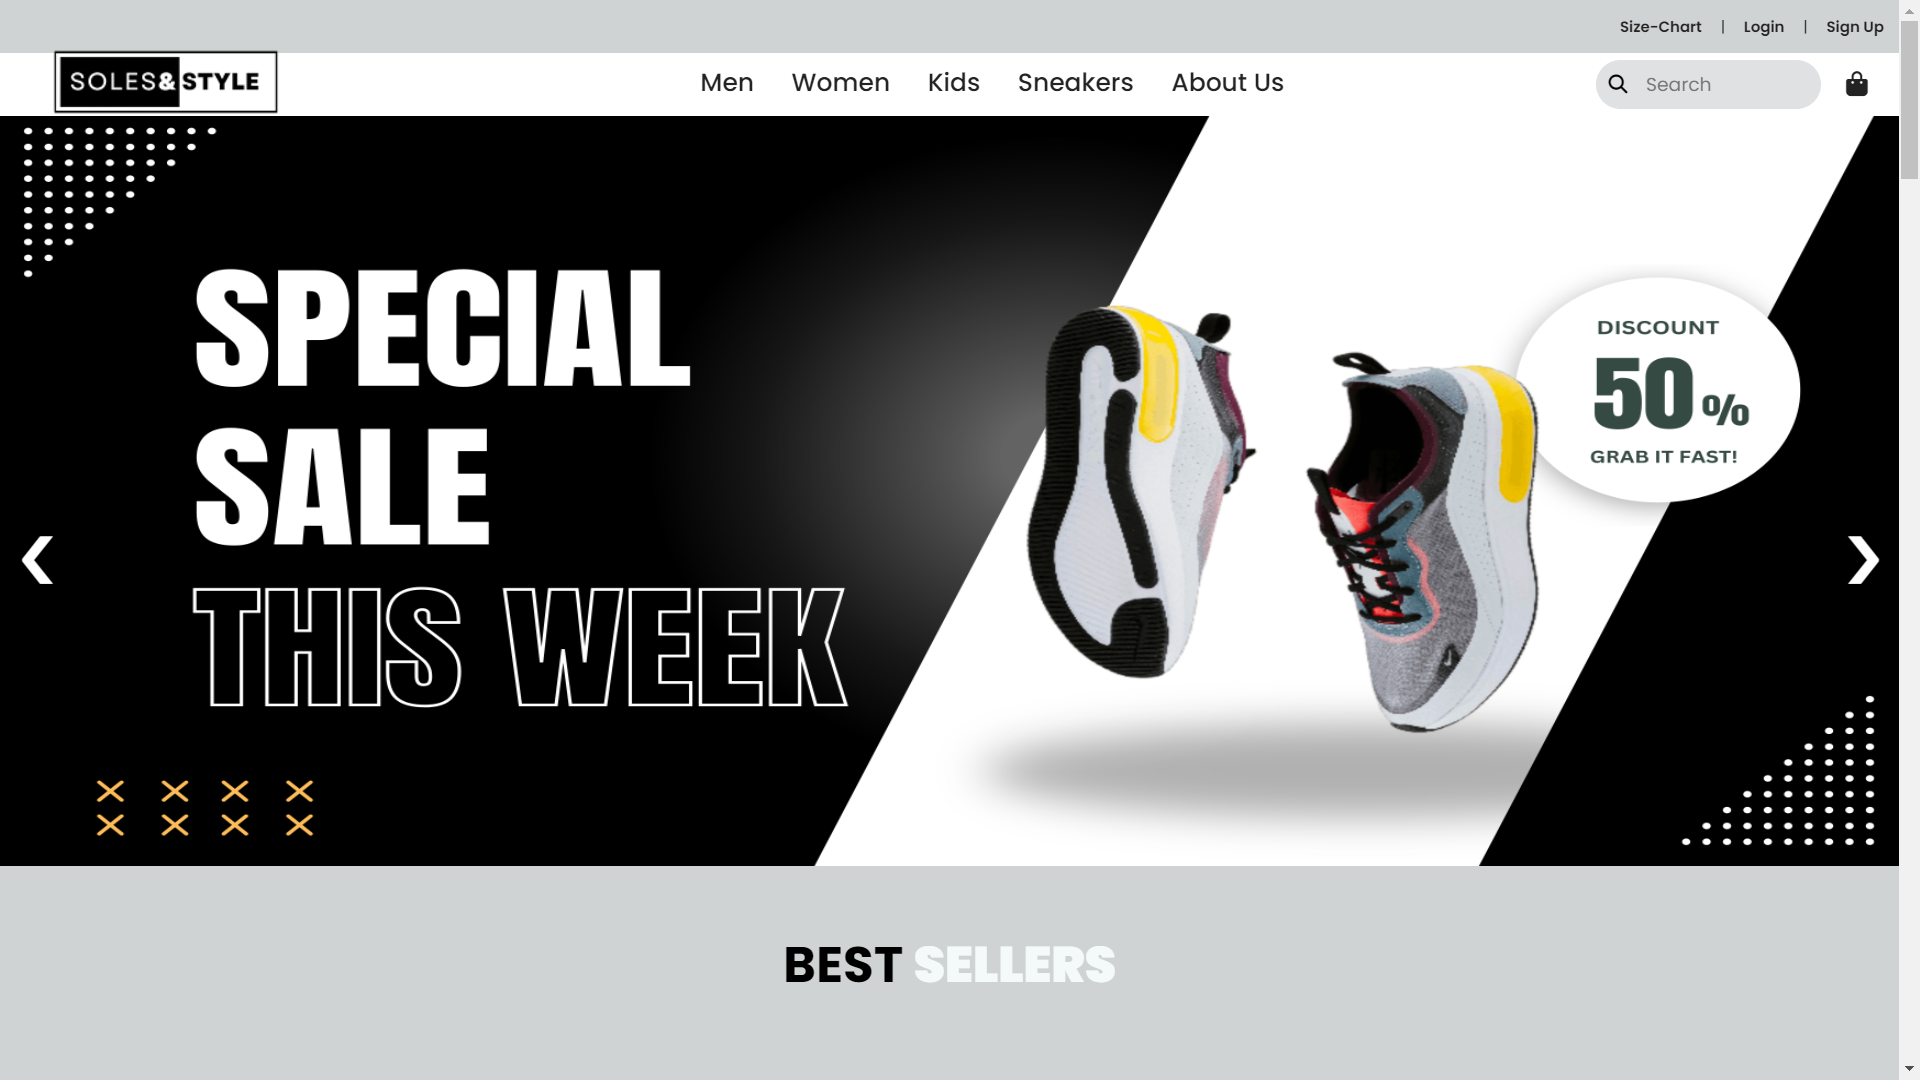 Size-Chart | Login | Sign Up
SOLES&STYLE
Men Women Kids Sneakers About Us
Search
SPECIAL
SALE
THIS WEEK
DISCOUNT
50 %
GRAB IT FAST!
BEST SELLERS